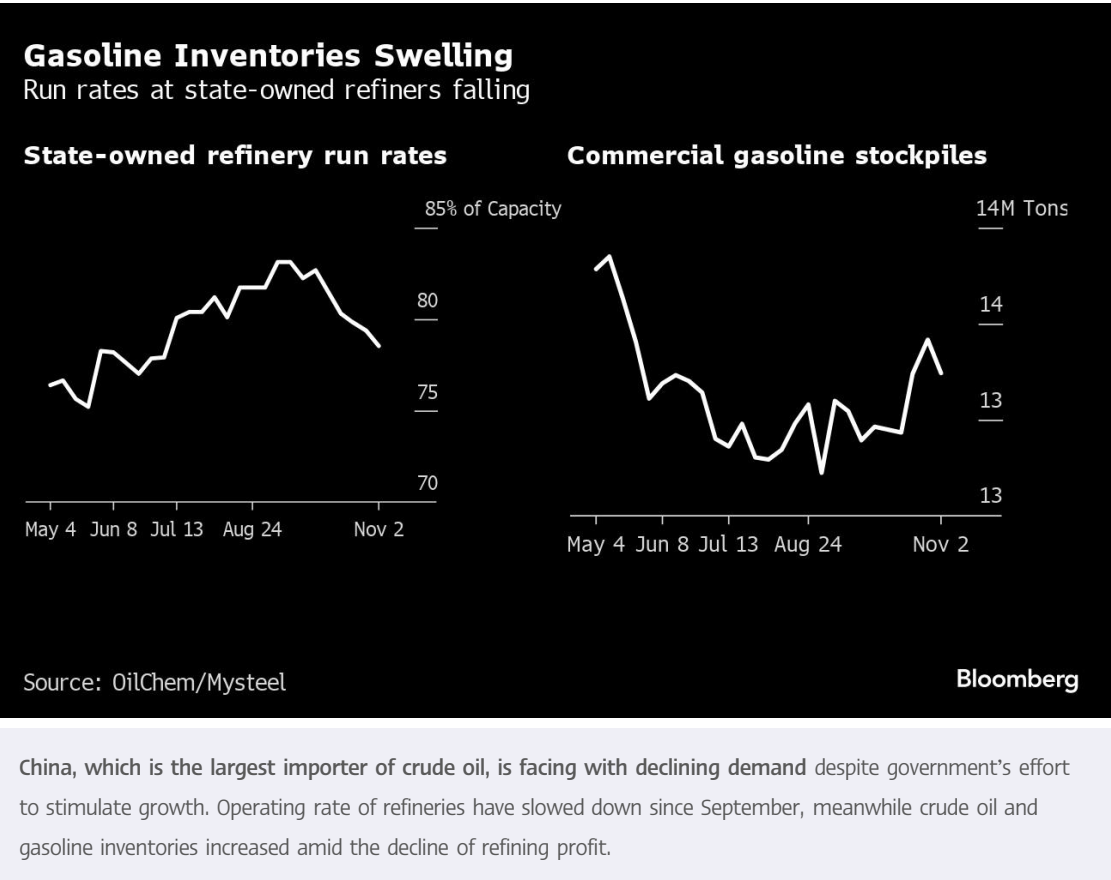 Gasoline Inventories Swelling
Run rates at state-owned refiners falling
State-owned refinery run rates
85% of Capacity
80
75
70
May 4 Jun 8 Jul 13 Aug 24 Nov 2
Commercial gasoline stockpiles
14M Tons
14
13
13
May 4 Jun 8 Jul 13 Aug 24 Nov 2
Source: OilChem/Mysteel
Bloomberg
China, which is the largest importer of crude oil, is facing with declining demand despite government's effort
to stimulate growth. Operating rate of refineries have slowed down since September, meanwhile crude oil and
gasoline inventories increased amid the decline of refining profit.